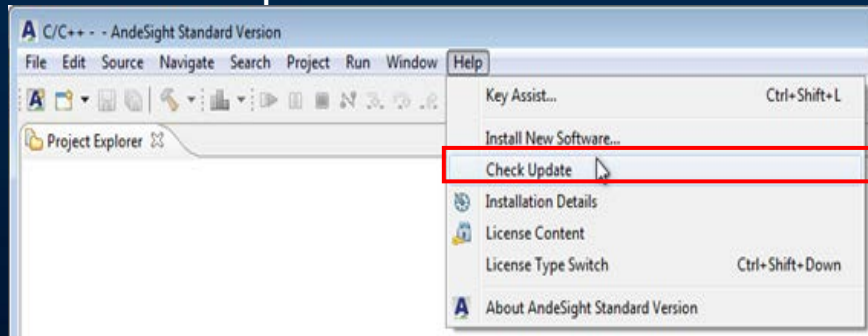 C/C++ - - AndeSight Standard Version
File Edit Source Navigate Search Project Run Window Help
Project Explorer
Key Assist... Ctrl+Shift+L
Install New Software...
Check Update
Installation Details
License Content
License Type Switch Ctrl+Shift+Down
About AndeSight Standard Version